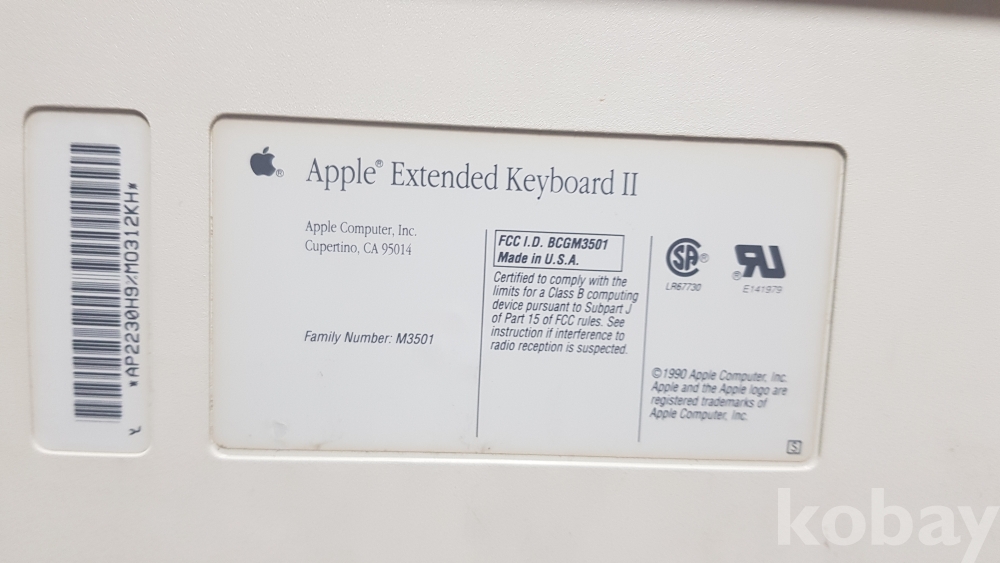 *AP2230H9%M0312KH*
Apple® Extended Keyboard II
Apple Computer, Inc.
Cupertino, CA 95014
Family Number: M3501
FCC I.D. BCGM3501
Made in U.S.A.
Certified to comply with the
limits for a Class B computing
device pursuant to Subpart J
of Part 15 of FCC rules. See
instruction if interference to
radio reception is suspected.
LR67730
E141979
©1990 Apple Computer, Inc.
Apple and the Apple logo are
registered trademarks of
Apple Computer, Inc.
S
kobay